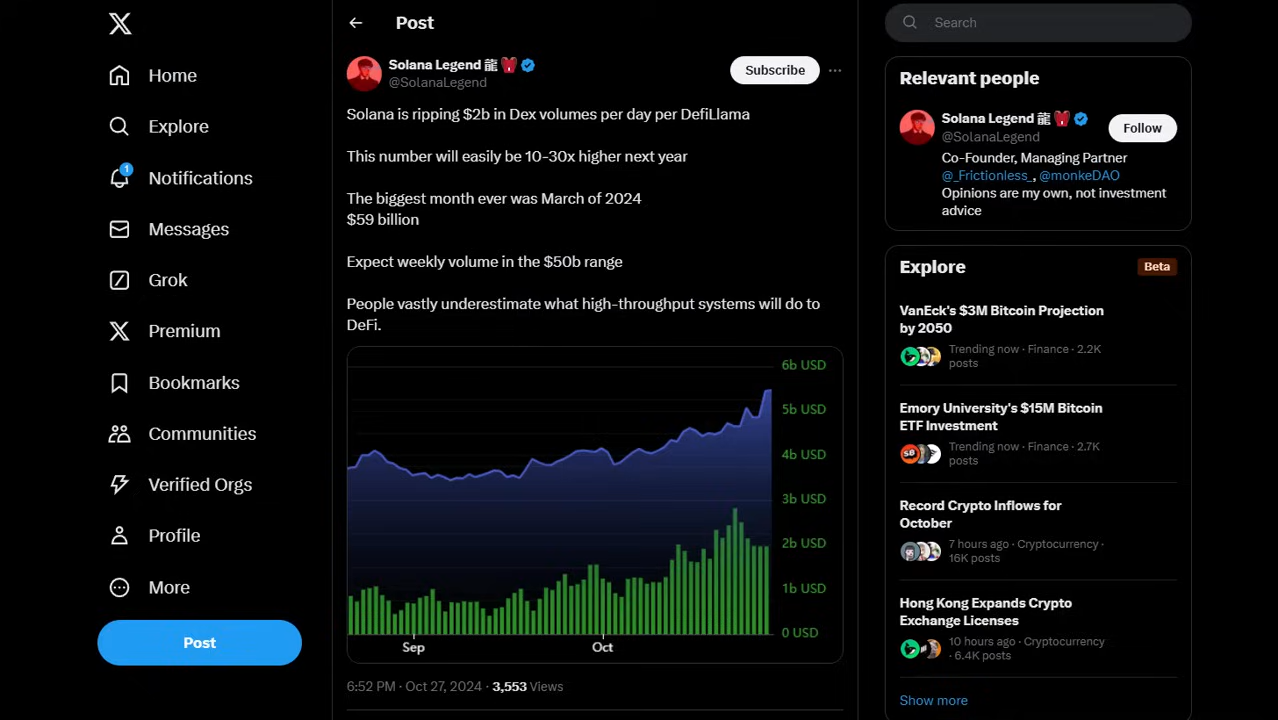 Home
Explore
1
Notifications
Messages
Grok
Premium
Bookmarks
Communities
Verified Orgs
Profile
More
Post
Post
Solana Legend 龍
@SolanaLegend
Subscribe
Solana is ripping $2b in Dex volumes per day per DefiLlama
This number will easily be 10-30x higher next year
The biggest month ever was March of 2024
$59 billion
Expect weekly volume in the $50b range
People vastly underestimate what high-throughput systems will do to
DeFi.
6b USD
5b USD
4b USD
3b USD
2b USD
1b USD
0 USD
Sep
Oct
6:52 PM · Oct 27, 2024 · 3,553 Views
Search
Relevant people
Solana Legend 龍
@SolanaLegend
Follow
Co-Founder, Managing Partner
@_Frictionless_, @monkeDAO
Opinions are my own, not investment
advice
Explore
Beta
VanEck's $3M Bitcoin Projection
by 2050
Trending now · Finance · 2.2K
posts
Emory University's $15M Bitcoin
ETF Investment
Trending now · Finance · 2.7K
posts
Record Crypto Inflows for
October
7 hours ago · Cryptocurrency ·
16K posts
Hong Kong Expands Crypto
Exchange Licenses
10 hours ago · Cryptocurrency
· 6.4K posts
Show more